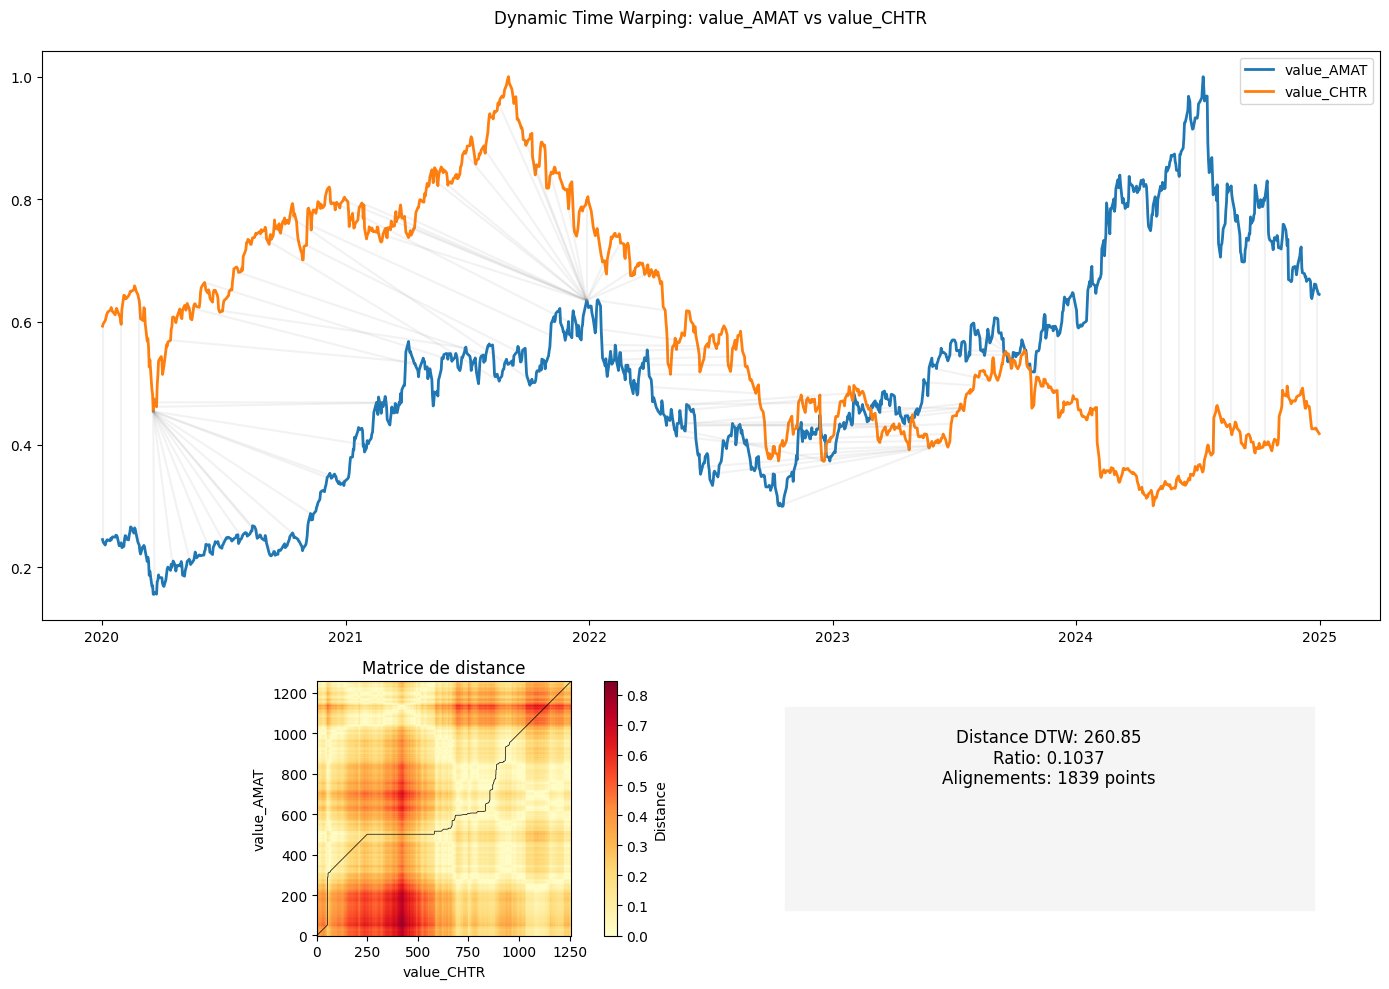 Dynamic Time Warping: value_AMAT vs value_CHTR
value_AMAT
value_CHTR
1.0
0.8
0.6
0.4
0.2
2020 2021 2022 2023 2024 2025
Matrice de distance
value_AMAT
1200
1000
800
600
400
200
0
0 250 500 750 1000 1250
value_CHTR
0.8
0.7
0.6
0.5
0.4
0.3
0.2
0.1
0.0
Distance
Distance DTW: 260.85
Ratio: 0.1037
Alignements: 1839 points